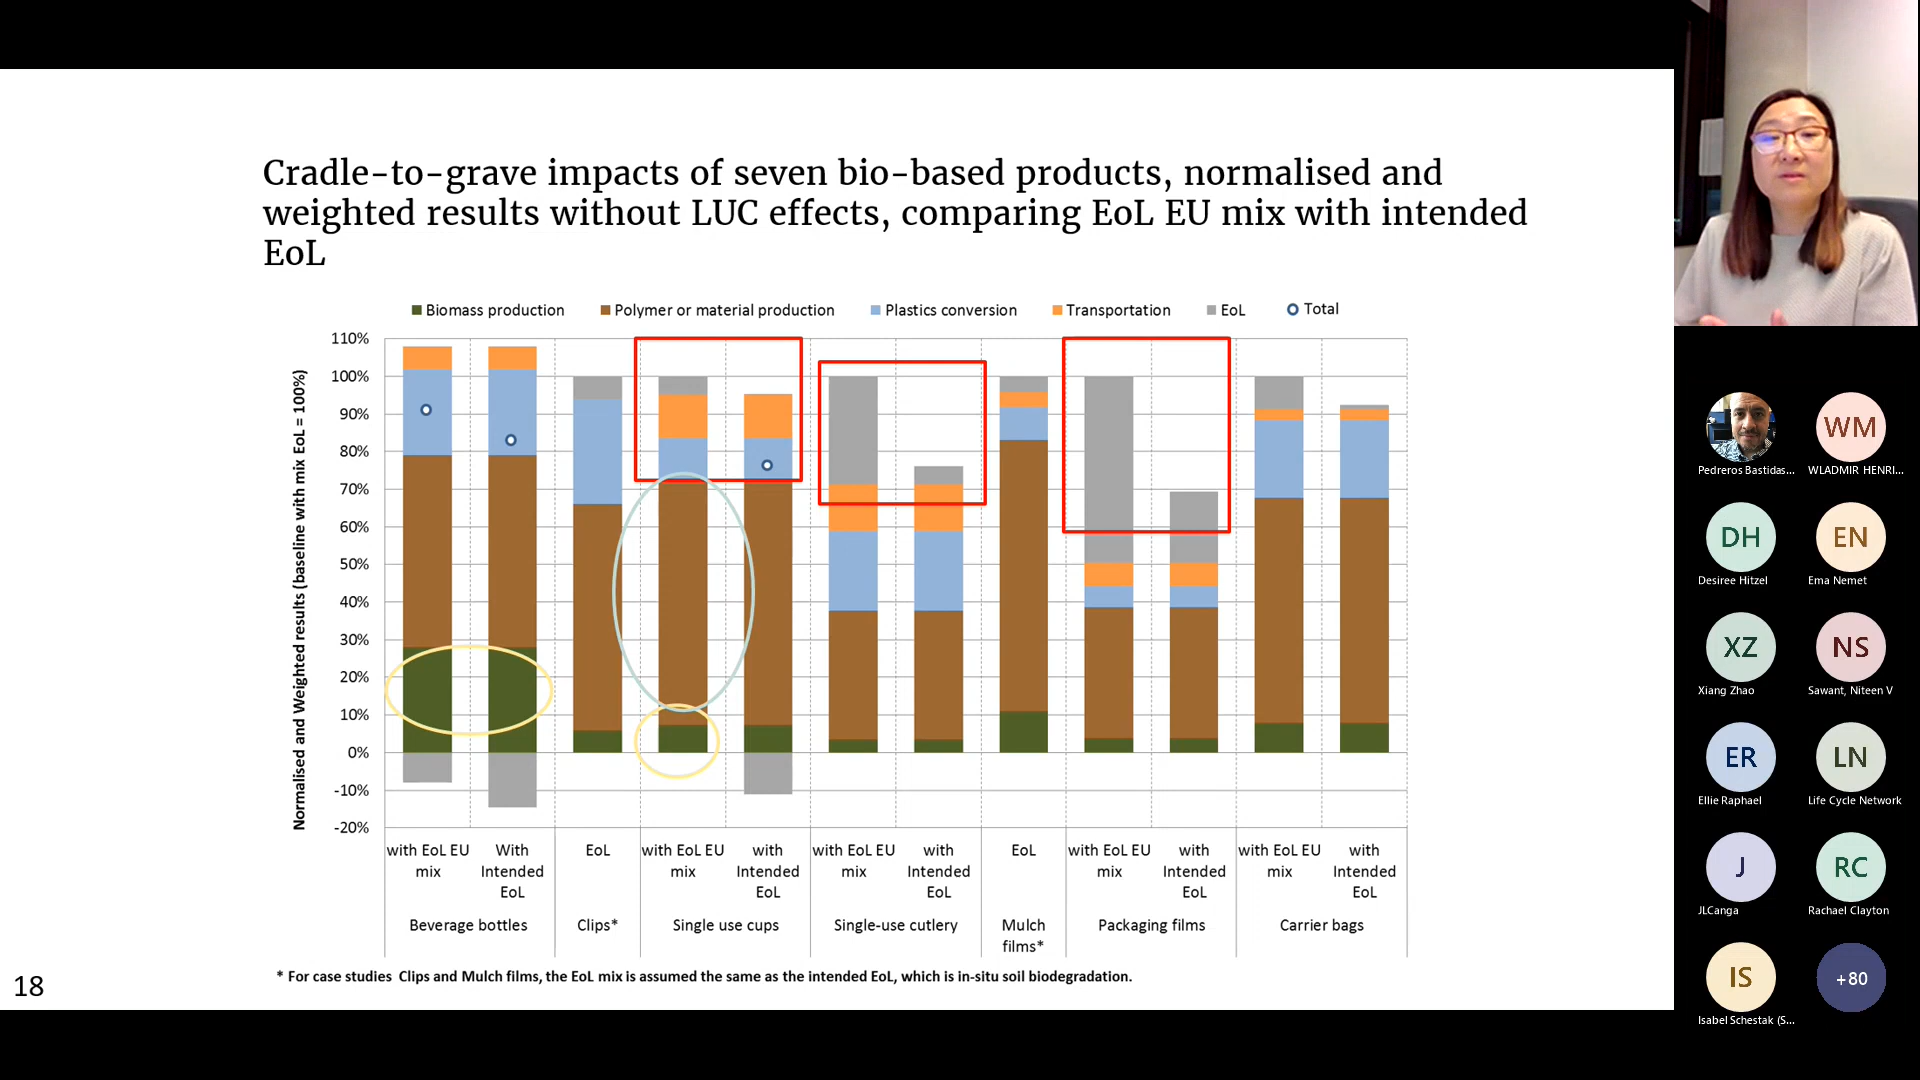 Cradle-to-grave impacts of seven bio-based products, normalised and
weighted results without LUC effects, comparing EoL EU mix with intended
EoL
Biomass production
Polymer or material production
Plastics conversion
Transportation
EoL
Total
Normalised and Weighted results (baseline with mix EoL = 100%)
110%
100%
90%
80%
70%
60%
50%
40%
30%
20%
10%
0%
-10%
-20%
with EoL EU
mix
With
Intended
EoL
EoL
with EoL EU
mix
with
Intended
EoL
with EoL EU
mix
with
Intended
EoL
EoL
with EoL EU
mix
with
Intended
EoL
with EoL EU
mix
with
Intended
EoL
Beverage bottles
Clips*
Single use cups
Single-use cutlery
Mulch
films*
Packaging films
Carrier bags
* For case studies Clips and Mulch films, the EoL mix is assumed the same as the intended EoL, which is in-situ soil biodegradation.
18
Pedreros Bastidas...
WM
WLADMIR HENRI...
DH
Desiree Hitzel
EN
Ema Nemet
XZ
Xiang Zhao
NS
Sawant, Niteen V
ER
Ellie Raphael
LN
Life Cycle Network
J
JLCanga
RC
Rachael Clayton
IS
Isabel Schestak (S...
+80